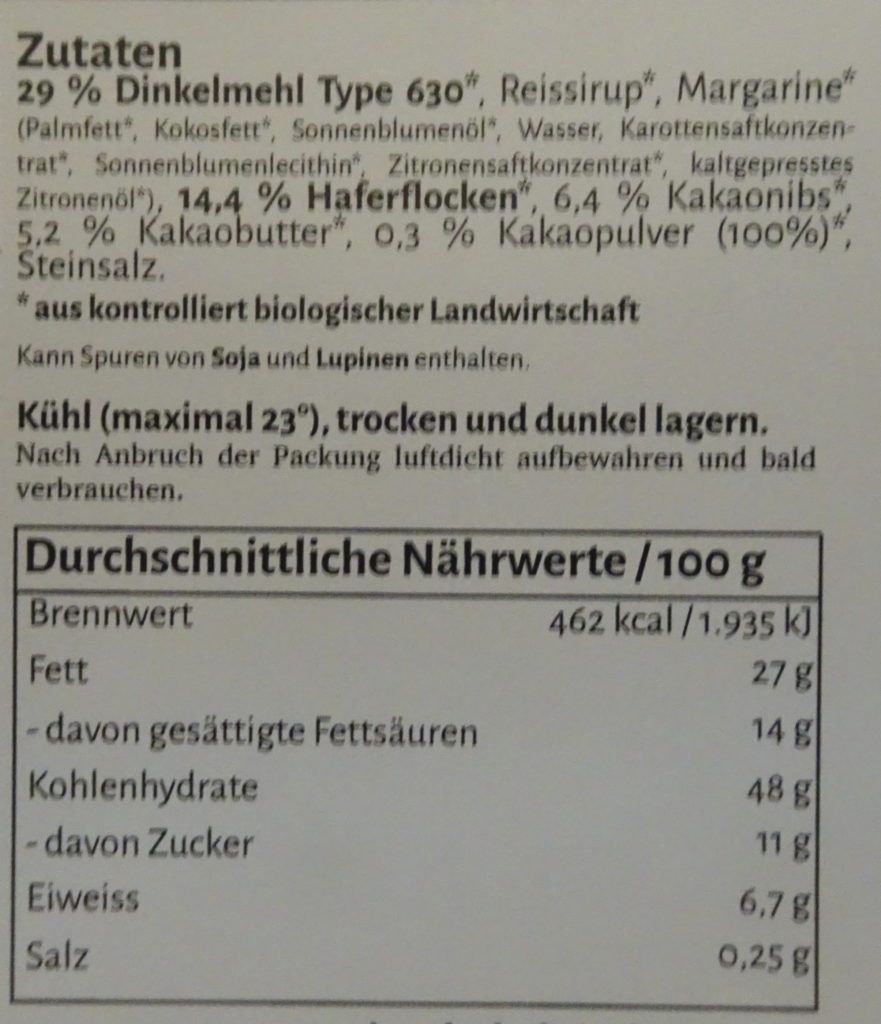 Zutaten
29 % Dinkelmehl Type 630*, Reissirup*, Margarine*
(Palmfett*, Kokosfett*, Sonnenblumenöl*, Wasser, Karottensaftkonzen-
trat*, Sonnenblumenlecithin*, Zitronensaftkonzentrat*, kaltgepresstes
Zitronenöl*), 14,4 % Haferflocken*, 6,4 % Kakaonibs*,
5,2 % Kakaobutter*, 0,3 % Kakaopulver (100%)*,
Steinsalz.
* aus kontrolliert biologischer Landwirtschaft
Kann Spuren von Soja und Lupinen enthalten.
Kühl (maximal 23°), trocken und dunkel lagern.
Nach Anbruch der Packung luftdicht aufbewahren und bald
verbrauchen.
Durchschnittliche Nährwerte / 100 g
Brennwert 462 kcal / 1.935 kJ
Fett 27 g
- davon gesättigte Fettsäuren 14 g
Kohlenhydrate 48 g
- davon Zucker 11 g
Eiweiss 6,7 g
Salz 0,25 g